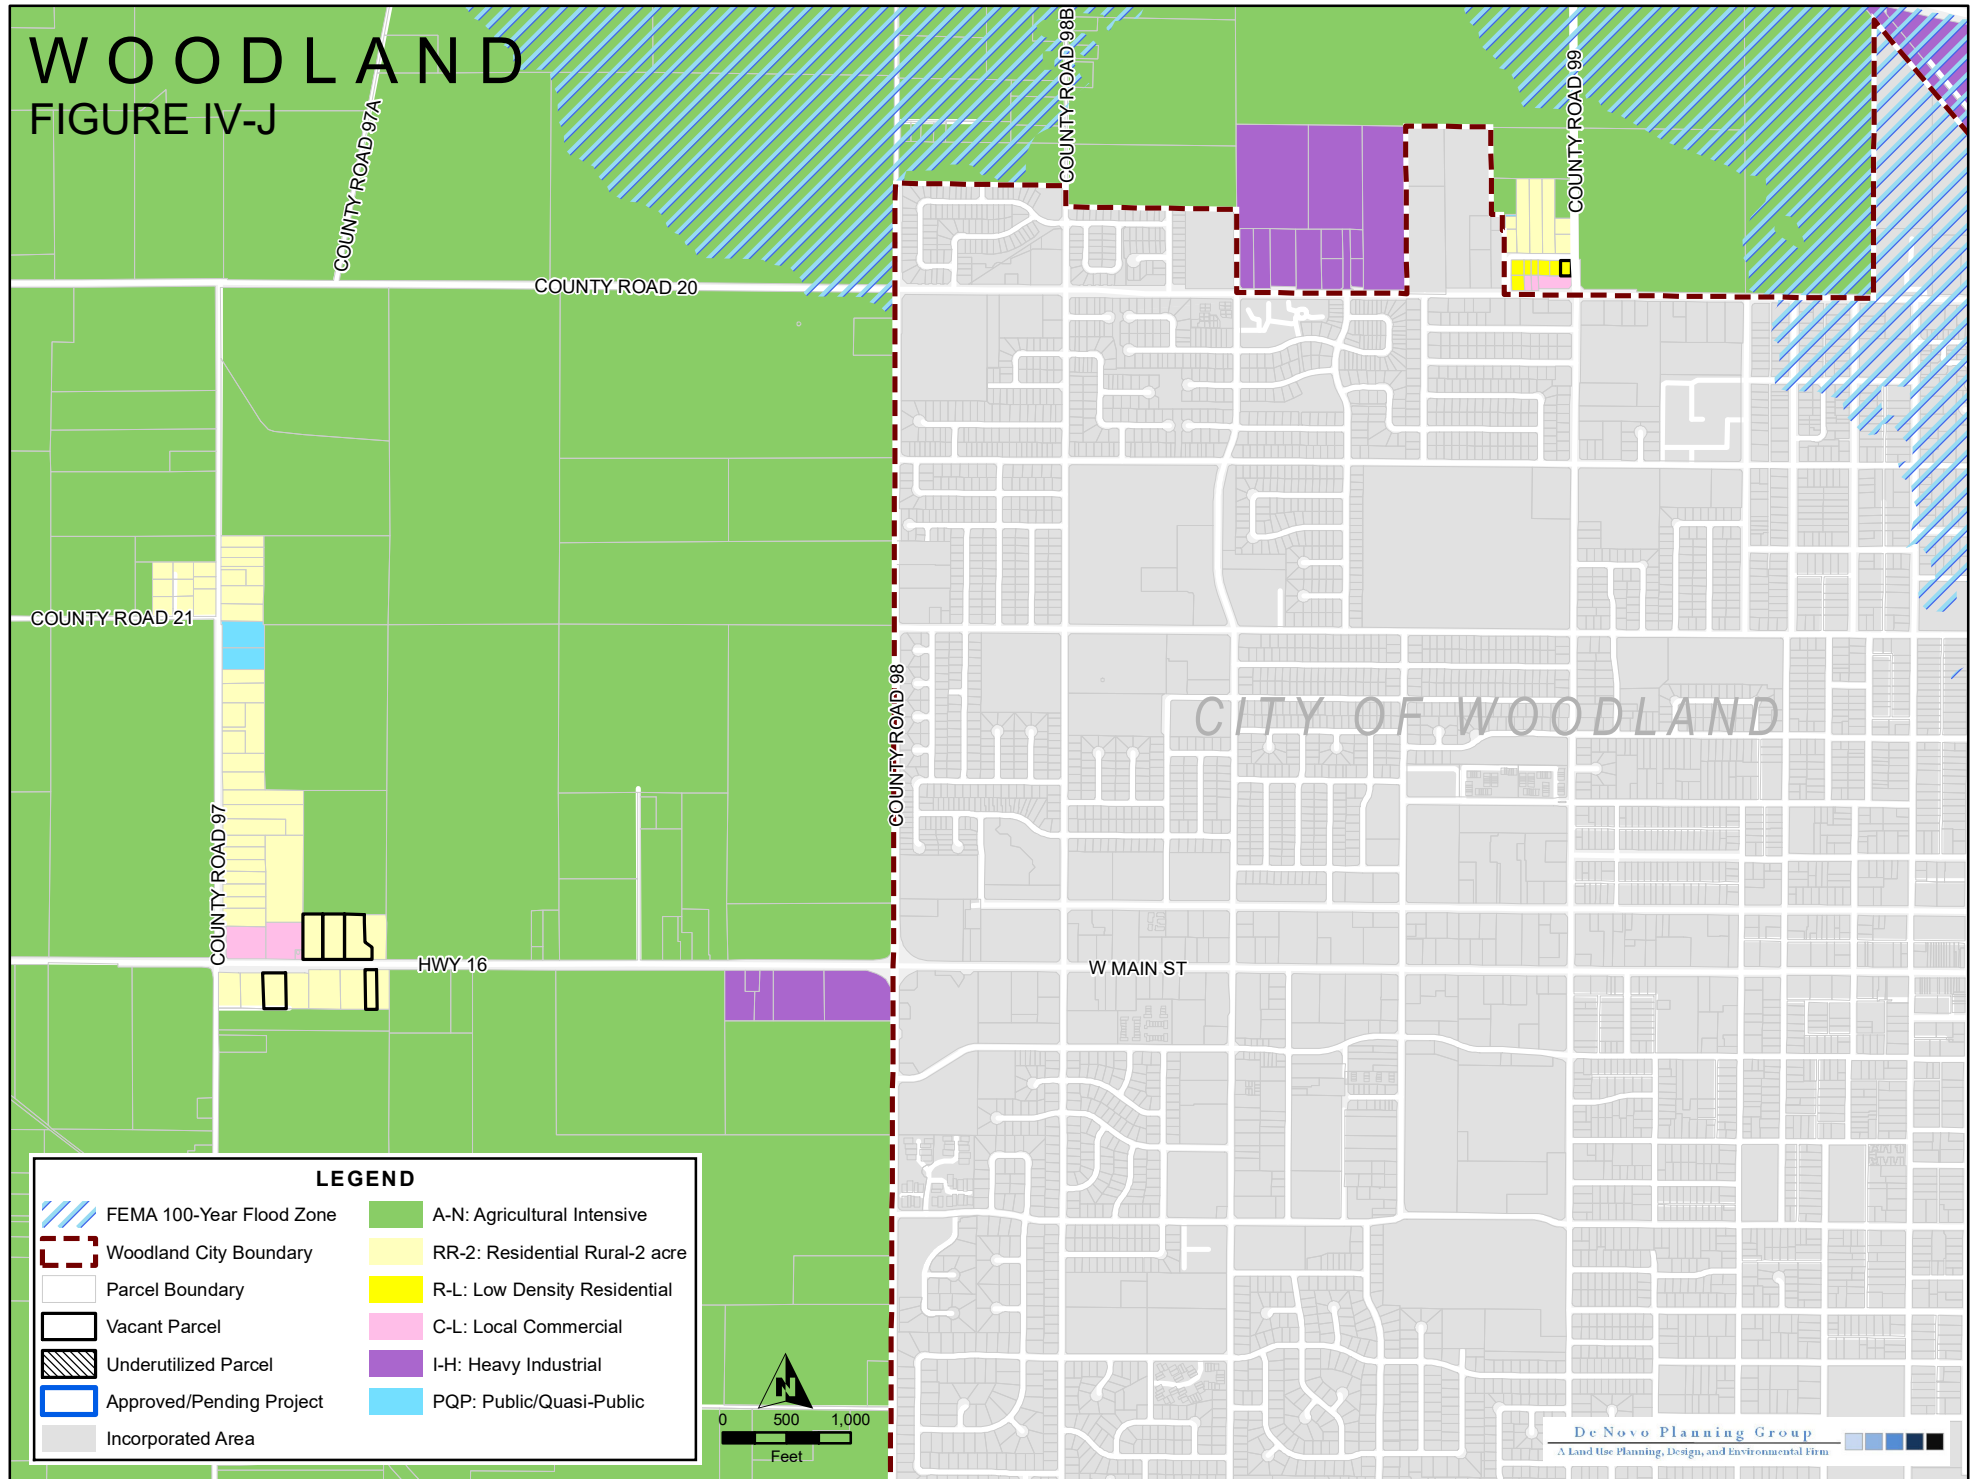 WOODLAND
FIGURE IV-J
COUNTY ROAD 97A
COUNTY ROAD 98B
COUNTY ROAD 99
COUNTY ROAD 20
COUNTY ROAD 21
COUNTY ROAD 98
CITY OF WOODLAND
COUNTY ROAD 97
HWY 16
W MAIN ST
LEGEND
FEMA 100-Year Flood Zone
Woodland City Boundary
Parcel Boundary
Vacant Parcel
Underutilized Parcel
Approved/Pending Project
Incorporated Area
A-N: Agricultural Intensive
RR-2: Residential Rural-2 acre
R-L: Low Density Residential
C-L: Local Commercial
I-H: Heavy Industrial
PQP: Public/Quasi-Public
N
0 500 1,000
Feet
De Novo Planning Group
A Land Use Planning, Design, and Environmental Firm